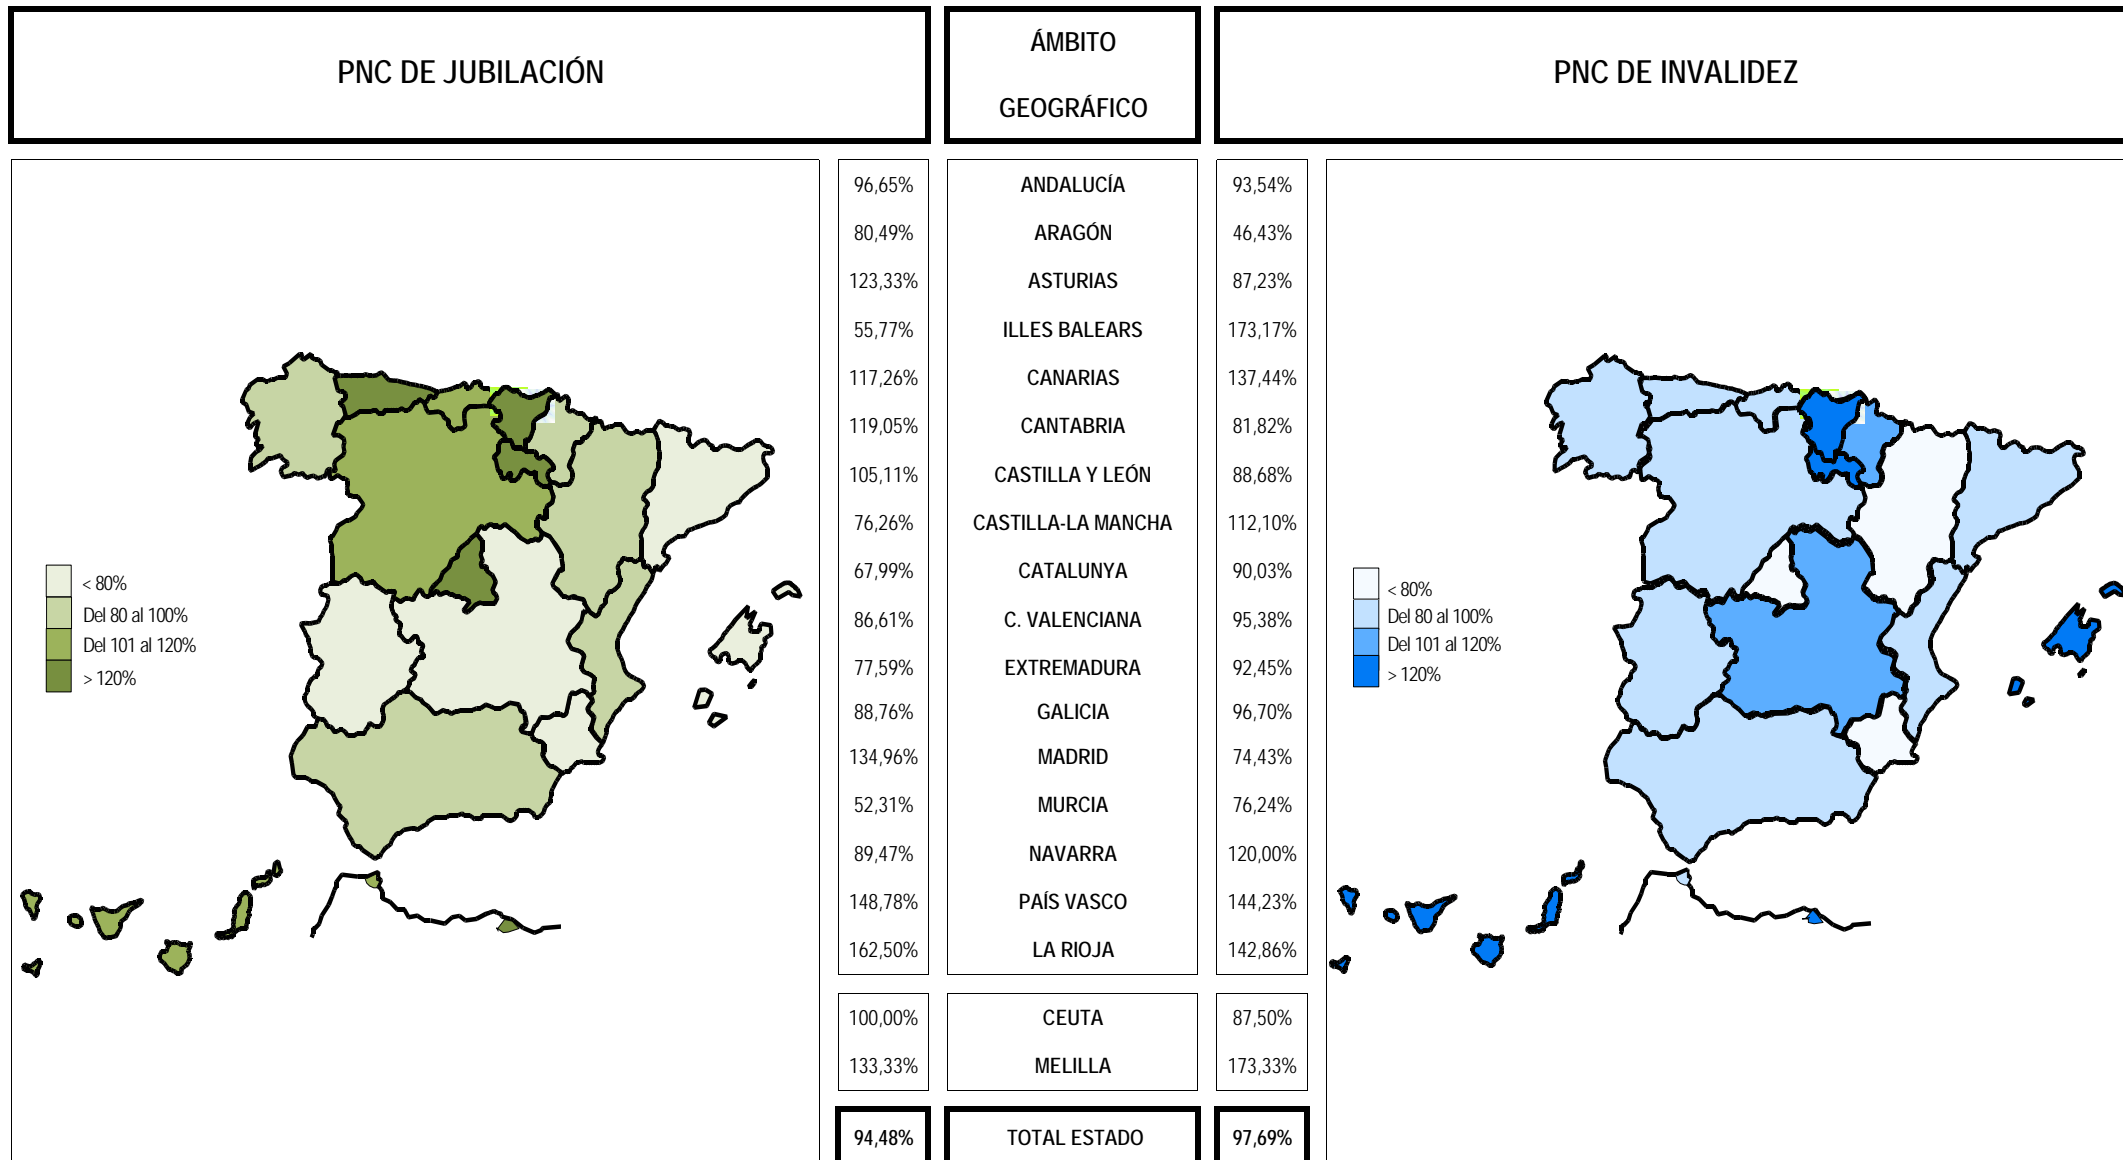 PNC DE JUBILACIÓN
ÁMBITO
GEOGRÁFICO
PNC DE INVALIDEZ
96,65% ANDALUCÍA 93,54%
80,49% ARAGÓN 46,43%
123,33% ASTURIAS 87,23%
55,77% ILLES BALEARS 173,17%
117,26% CANARIAS 137,44%
119,05% CANTABRIA 81,82%
105,11% CASTILLA Y LEÓN 88,68%
76,26% CASTILLA-LA MANCHA 112,10%
67,99% CATALUNYA 90,03%
86,61% C. VALENCIANA 95,38%
77,59% EXTREMADURA 92,45%
88,76% GALICIA 96,70%
134,96% MADRID 74,43%
52,31% MURCIA 76,24%
89,47% NAVARRA 120,00%
148,78% PAÍS VASCO 144,23%
162,50% LA RIOJA 142,86%
100,00% CEUTA 87,50%
133,33% MELILLA 173,33%
94,48% TOTAL ESTADO 97,69%
< 80%
Del 80 al 100%
Del 101 al 120%
> 120%
< 80%
Del 80 al 100%
Del 101 al 120%
> 120%